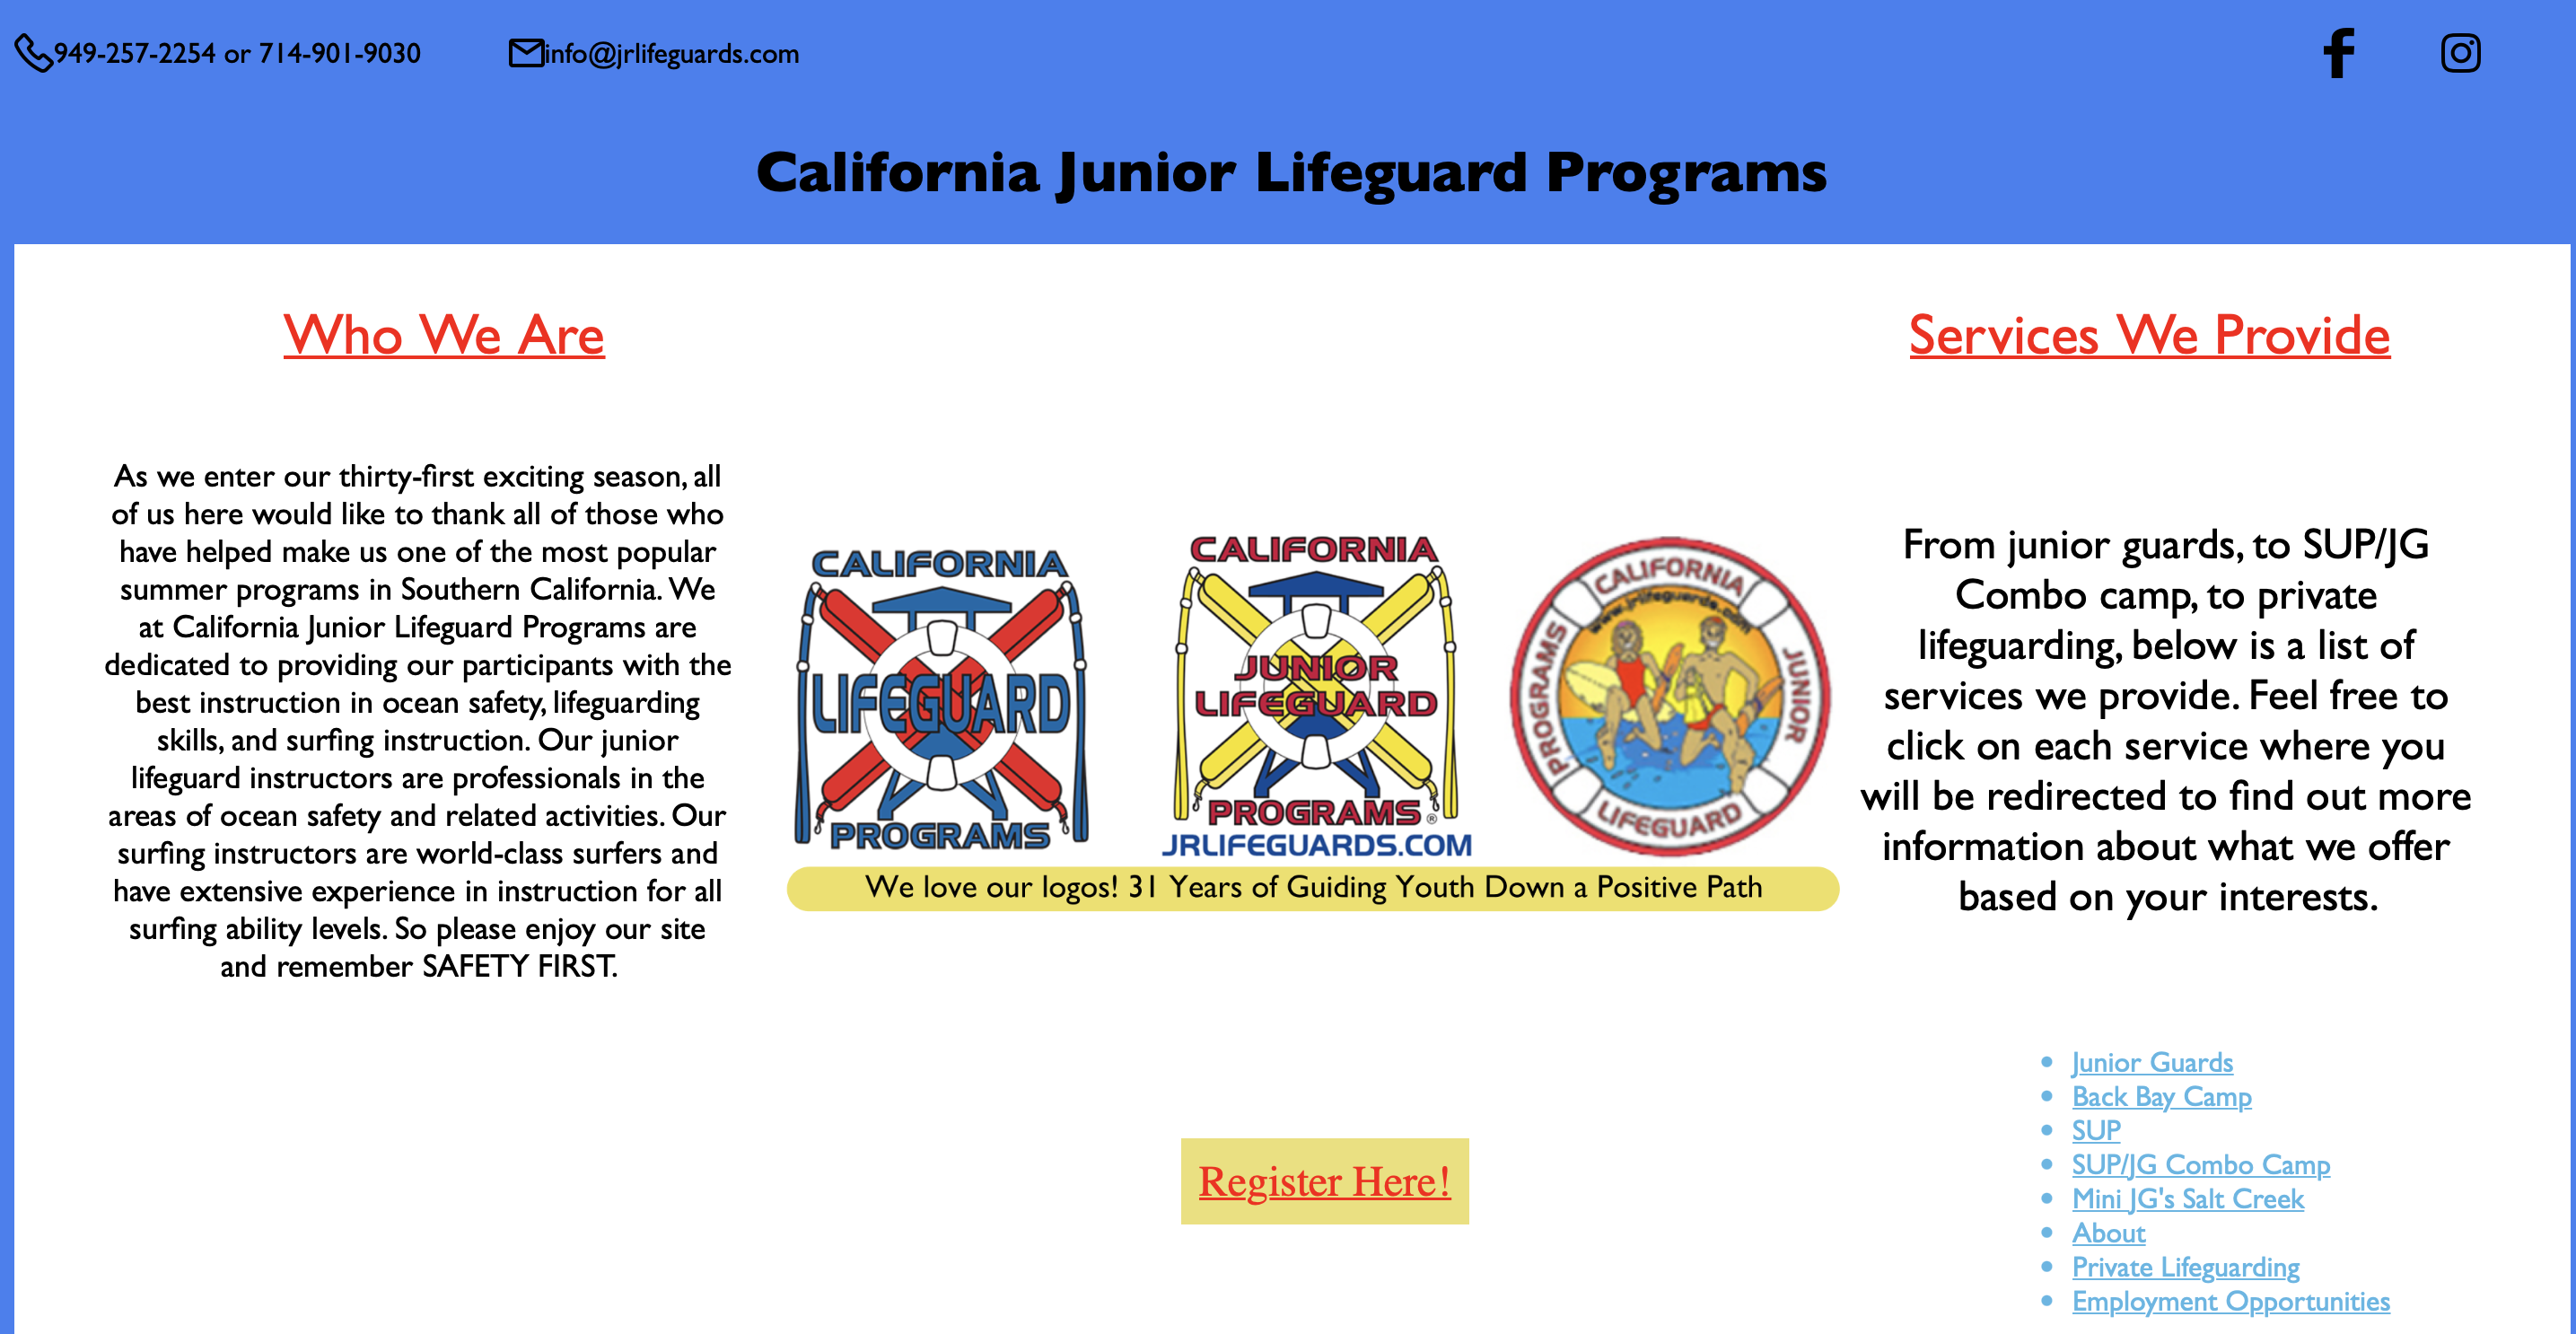 949-257-2254 or 714-901-9030
info@jrlifeguards.com
California Junior Lifeguard Programs
Who We Are
As we enter our thirty-first exciting season, all
of us here would like to thank all of those who
have helped make us one of the most popular
summer programs in Southern California. We
at California Junior Lifeguard Programs are
dedicated to providing our participants with the
best instruction in ocean safety, lifeguarding
skills, and surfing instruction. Our junior
lifeguard instructors are professionals in the
areas of ocean safety and related activities. Our
surfing instructors are world-class surfers and
have extensive experience in instruction for all
surfing ability levels. So please enjoy our site
and remember SAFETY FIRST.
CALIFORNIA
LIFEGUARD
PROGRAMS
CALIFORNIA
JUNIOR
LIFEGUARD
PROGRAMS®
JRLIFEGUARDS.COM
CALIFORNIA
www.jr-lifeguards.com
JUNIOR
LIFEGUARD
PROGRAMS
We love our logos! 31 Years of Guiding Youth Down a Positive Path
Register Here!
Services We Provide
From junior guards, to SUP/JG
Combo camp, to private
lifeguarding, below is a list of
services we provide. Feel free to
click on each service where you
will be redirected to find out more
information about what we offer
based on your interests.
Junior Guards
Back Bay Camp
SUP
SUP/JG Combo Camp
Mini JG's Salt Creek
About
Private Lifeguarding
Employment Opportunities